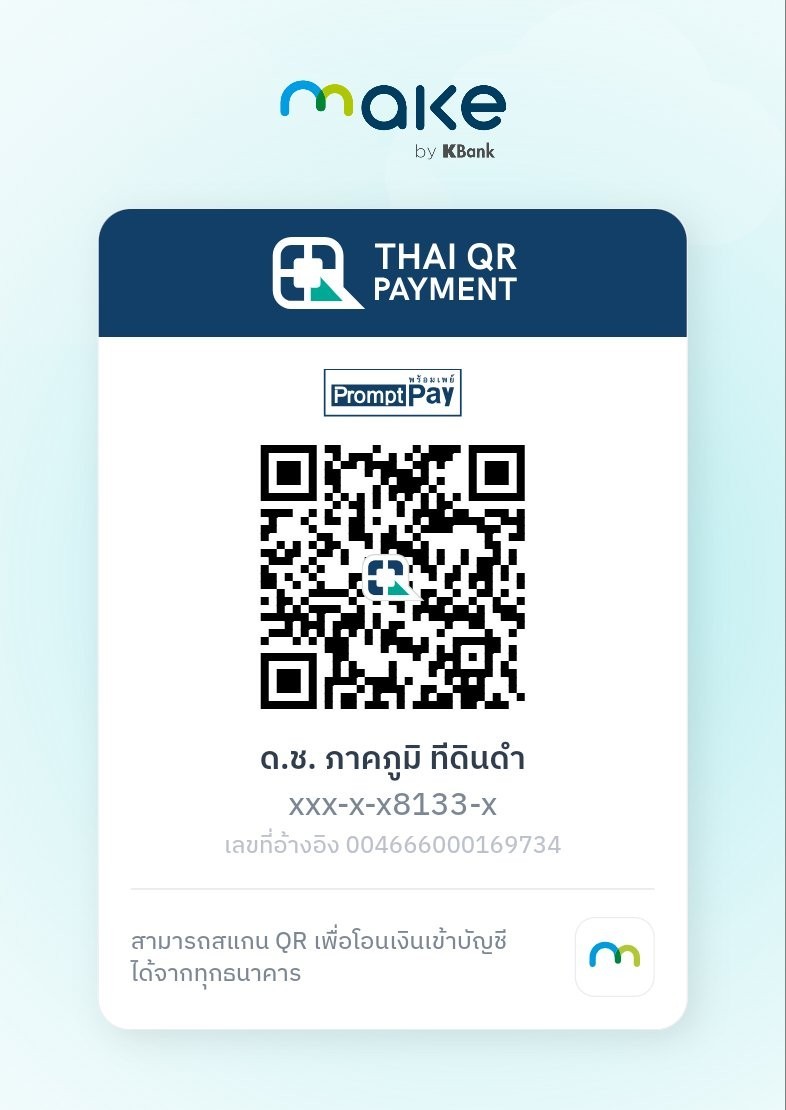 make
by KBank
THAI QR
PAYMENT
พร้อมเพย์
PromptPay
ด.ช. ภาคภูมิ ทีดินดำ
xxx-x-x8133-x
เลขที่อ้างอิง 004666000169734
สามารถสแกน QR เพื่อโอนเงินเข้าบัญชี
ได้จากทุกธนาคาร